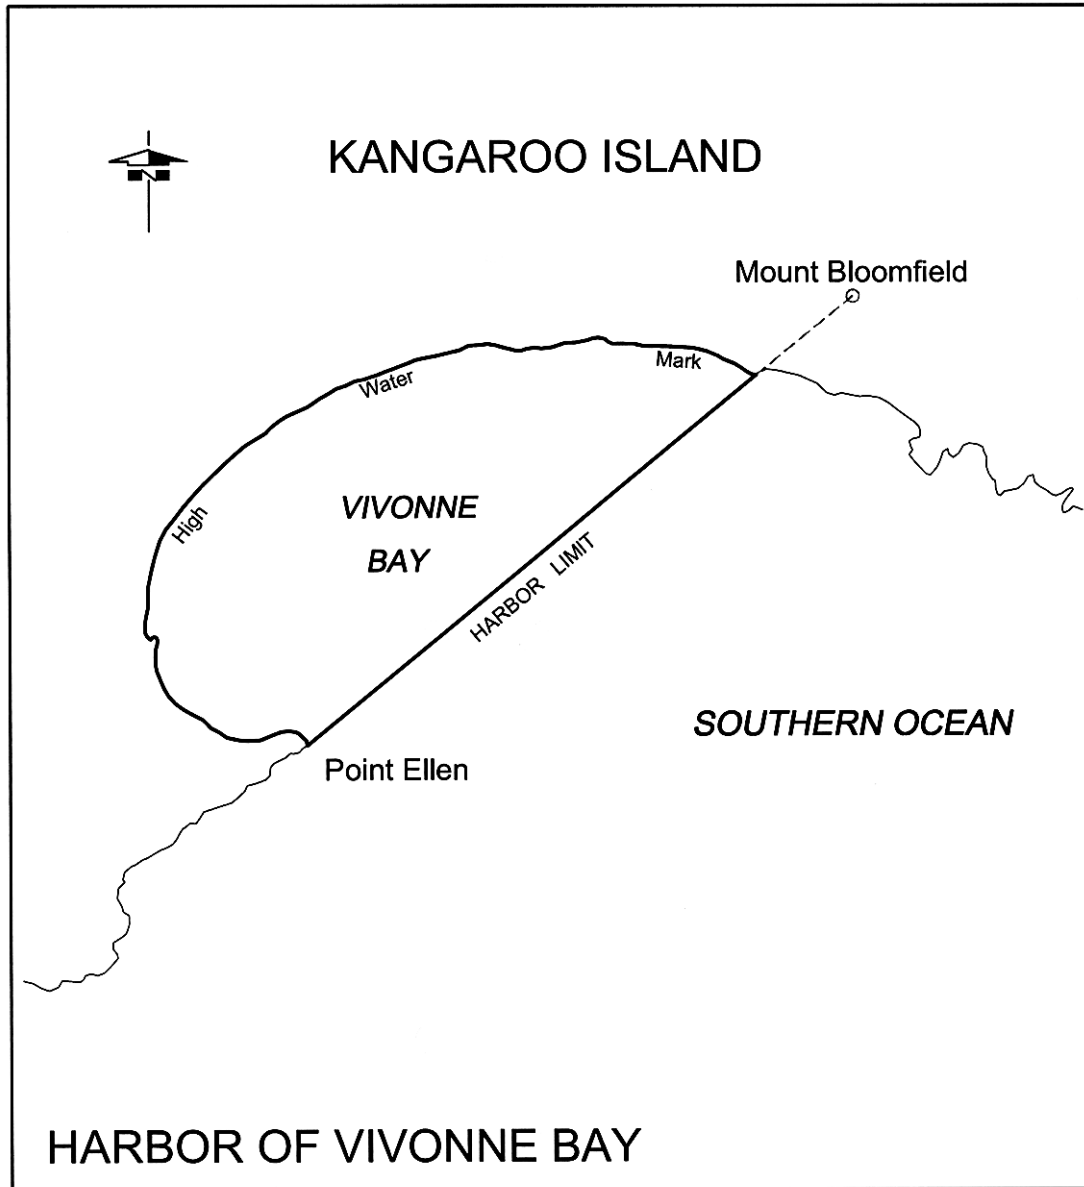 KANGAROO ISLAND
N
Mount Bloomfield
Mark
Water
High
VIVONNE
BAY
HARBOR LIMIT
SOUTHERN OCEAN
Point Ellen
HARBOR OF VIVONNE BAY